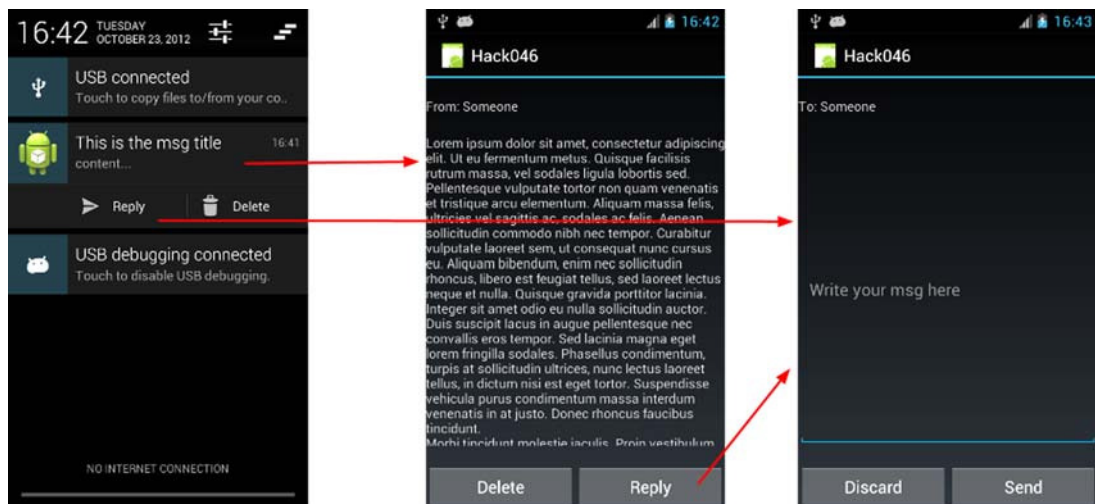 16:42 TUESDAY
OCTOBER 23, 2012
USB connected
Touch to copy files to/from your co..
This is the msg title 16:41
content...
Reply Delete
USB debugging connected
Touch to disable USB debugging.
NO INTERNET CONNECTION
16:42
Hack046
From: Someone
Lorem ipsum dolor sit amet, consectetur adipiscing
elit. Ut eu fermentum metus. Quisque facilisis
rutrum massa, vel sodales ligula lobortis sed.
Pellentesque vulputate tortor non quam venenatis
et tristique arcu elementum. Aliquam massa felis,
ultricies vel sagittis ac, sodales ac felis. Aenean
sollicitudin commodo nibh nec tempor. Curabitur
vulputate laoreet sem, ut consequat nunc cursus
eu. Aliquam bibendum, enim nec sollicitudin
rhoncus, libero est feugiat tellus, sed laoreet lectus
neque et nulla. Quisque gravida porttitor lacinia.
Integer sit amet odio eu nulla sollicitudin auctor.
Duis suscipit lacus in augue pellentesque nec
convallis eros tempor. Sed lacinia magna eget
lorem fringilla sodales. Phasellus condimentum,
turpis at sollicitudin ultrices, nunc lectus laoreet
tellus, in dictum nisi est eget tortor. Suspendisse
vehicula purus condimentum massa interdum
venenatis in at justo. Donec rhoncus faucibus
tincidunt.
Morbi tincidunt molestie iaculis. Proin vestibulum
Delete Reply
16:43
Hack046
To: Someone
Write your msg here
Discard Send